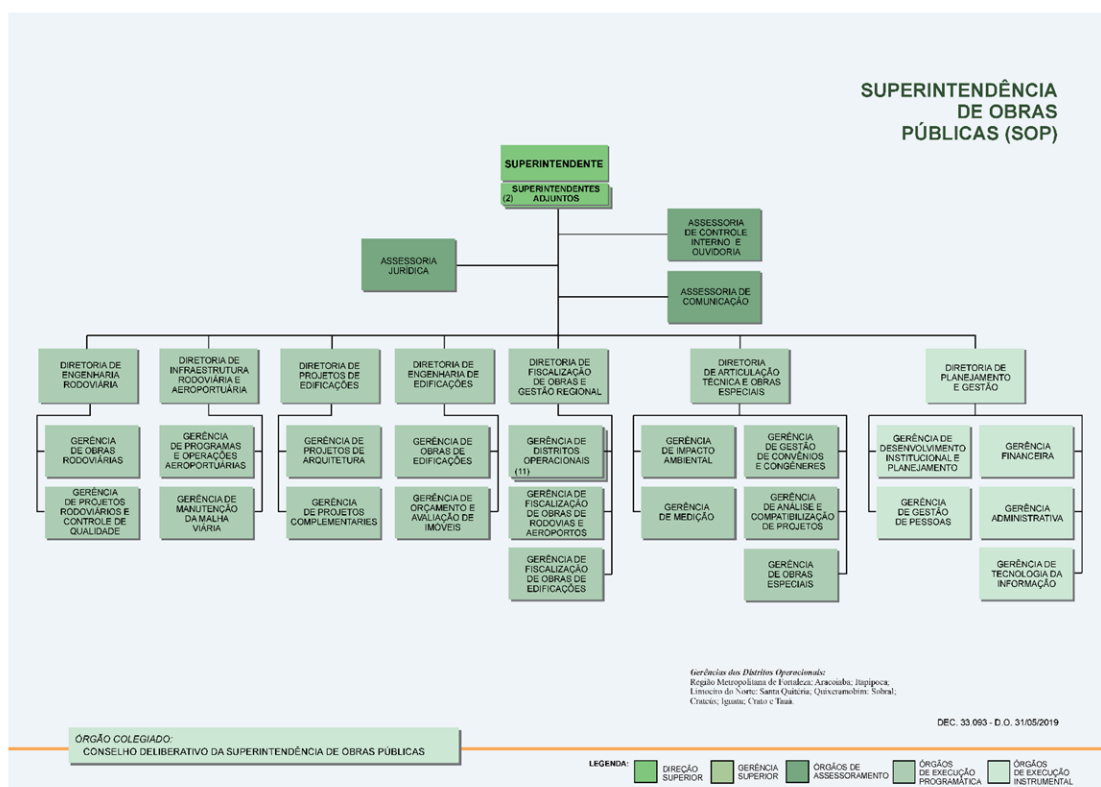 SUPERINTENDÊNCIA
DE OBRAS
PÚBLICAS (SOP)
SUPERINTENDENTE
SUPERINTENDENTES
(2) ADJUNTOS
ASSESSORIA
DE CONTROLE
INTERNO E
OUVIDORIA
ASSESSORIA
JURÍDICA
ASSESSORIA DE
COMUNICAÇÃO
DIRETORIA DE
ENGENHARIA
RODOVIÁRIA
DIRETORIA DE
INFRAESTRUTURA
RODOVIÁRIA E
AEROPORTUÁRIA
DIRETORIA DE
PROJETOS DE
EDIFICAÇÕES
DIRETORIA DE
ENGENHARIA DE
EDIFICAÇÕES
DIRETORIA DE
FISCALIZAÇÃO
DE OBRAS E
GESTÃO REGIONAL
DIRETORIA
DE ARTICULAÇÃO
TÉCNICA E OBRAS
ESPECIAIS
DIRETORIA DE
PLANEJAMENTO
E GESTÃO
GERÊNCIA
DE OBRAS
RODOVIÁRIAS
GERÊNCIA
DE PROGRAMAS
E OPERAÇÕES
AEROPORTUÁRIAS
GERÊNCIA DE
PROJETOS DE
ARQUITETURA
GERÊNCIA DE
OBRAS DE
EDIFICAÇÕES
GERÊNCIA DE
DISTRITOS
OPERACIONAIS
(11)
GERÊNCIA
DE IMPACTO
AMBIENTAL
GERÊNCIA
DE GESTÃO
DE CONVÊNIOS
E CONGÊNERES
GERÊNCIA DE
DESENVOLVIMENTO
INSTITUCIONAL E
PLANEJAMENTO
GERÊNCIA
FINANCEIRA
GERÊNCIA
DE PROJETOS
RODOVIÁRIOS E
CONTROLE DE
QUALIDADE
GERÊNCIA DE
MANUTENÇÃO
DA MALHA
VIÁRIA
GERÊNCIA
DE PROJETOS
COMPLEMENTARIES
GERÊNCIA DE
ORÇAMENTO E
AVALIAÇÃO DE
IMÓVEIS
GERÊNCIA DE
FISCALIZAÇÃO
DE OBRAS DE
RODOVIAS E
AEROPORTOS
GERÊNCIA
DE MEDIÇÃO
GERÊNCIA
DE ANÁLISE E
COMPATIBILIZAÇÃO
DE PROJETOS
GERÊNCIA
DE GESTÃO
DE PESSOAS
GERÊNCIA
ADMINISTRATIVA
GERÊNCIA DE
FISCALIZAÇÃO
DE OBRAS DE
EDIFICAÇÕES
GERÊNCIA
DE OBRAS
ESPECIAIS
GERÊNCIA DE
TECNOLOGIA DA
INFORMAÇÃO
Gerências dos Distritos Operacionais:
Região Metropolitana de Fortaleza; Aracoiaba; Itapipoca;
Limoeiro do Norte; Santa Quitéria; Quixeramobim; Sobral;
Crateús; Iguatu; Crato e Tauá.
DEC. 33.093 - D.O. 31/05/2019
ÓRGÃO COLEGIADO:
CONSELHO DELIBERATIVO DA SUPERINTENDÊNCIA DE OBRAS PÚBLICAS
LEGENDA:
DIREÇÃO
SUPERIOR
GERÊNCIA
SUPERIOR
ÓRGÃOS DE
ASSESSORAMENTO
ÓRGÃOS
DE EXECUÇÃO
PROGRAMÁTICA
ÓRGÃOS
DE EXECUÇÃO
INSTRUMENTAL